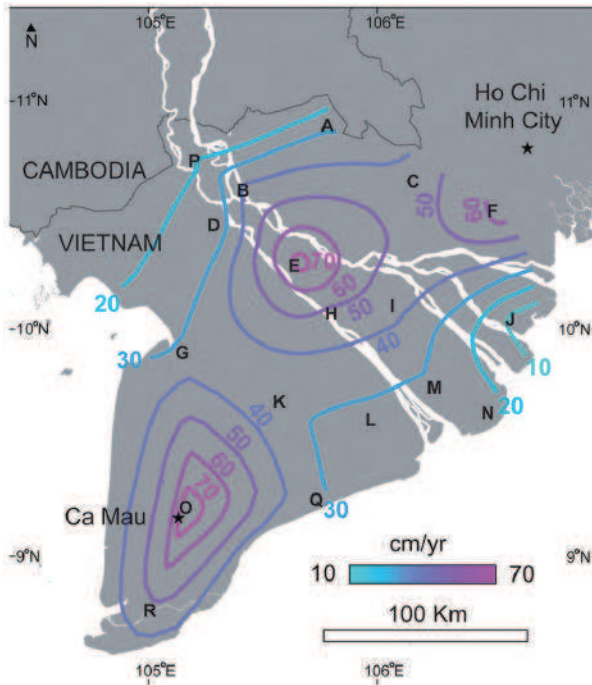 105°E
106°E
N
11°N
11°N
Ho Chi
Minh City
A
P
CAMBODIA
B
C
50
60
F
D
VIETNAM
E
70
60
50
20
H
I
J
10°N
10°N
30
G
40
10
M
K
40
20
N
L
50
60
70
O
Q
30
Ca Mau
cm/yr
9°N
9°N
10
70
R
100 Km
105°E
106°E